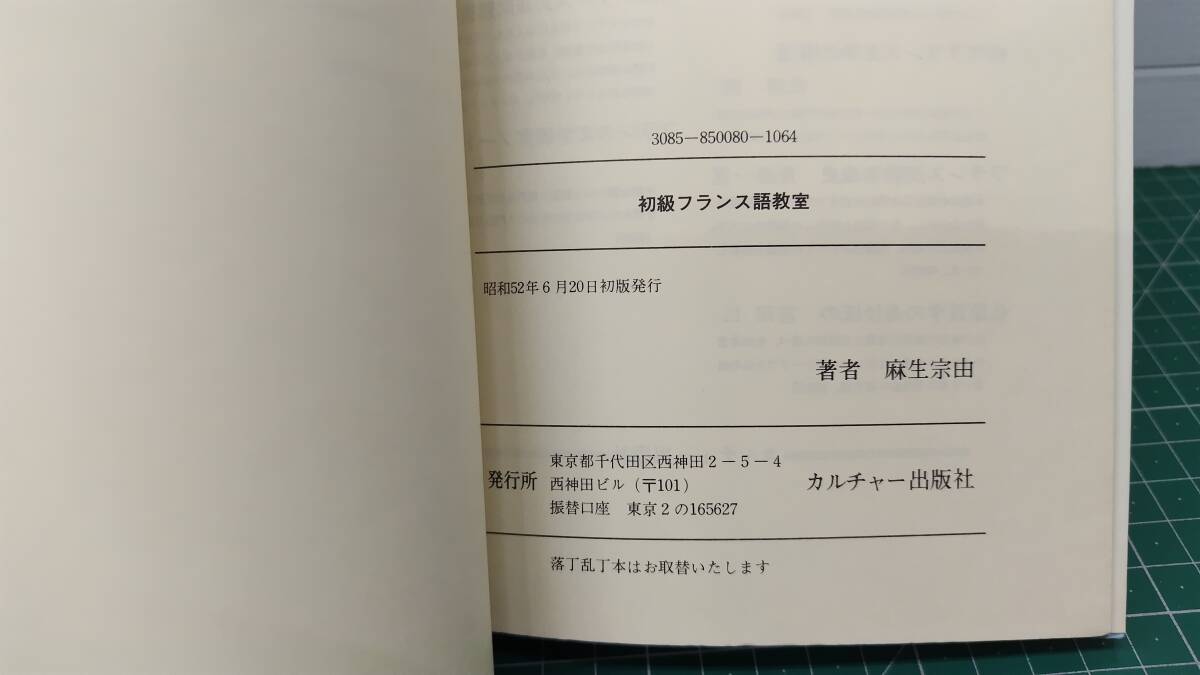 3085-850080-1064
初級フランス語教室
昭和52年6月20日初版発行
著者 麻生宗由
発行所
東京都千代田区西神田2-5-4
西神田ビル(〒101)
振替口座 東京2の165627
カルチャー出版社
落丁乱丁本はお取替いたします